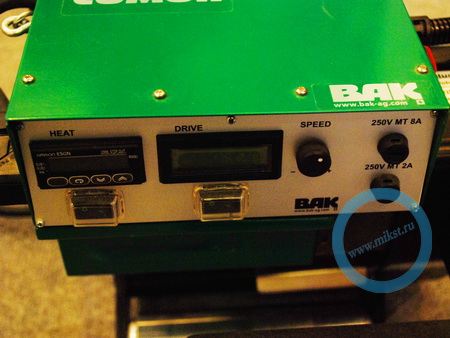 BAK
www.bak-ag.com
HEAT
DRIVE
SPEED
250V MT 8A
omron E5CN
250V MT 2A
BAK
www.mikst.ru